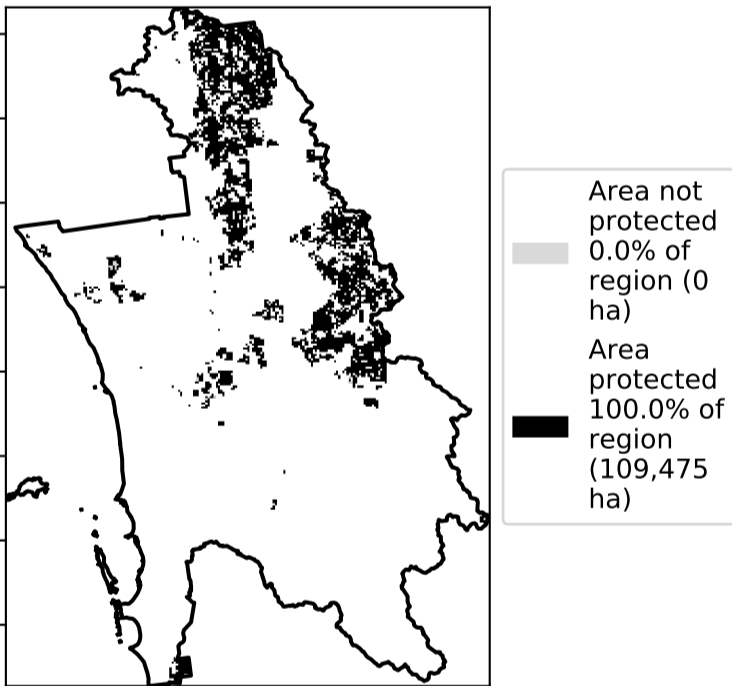 Area not
protected
0.0% of
region (0
ha)
Area
protected
100.0% of
region
(109,475
ha)